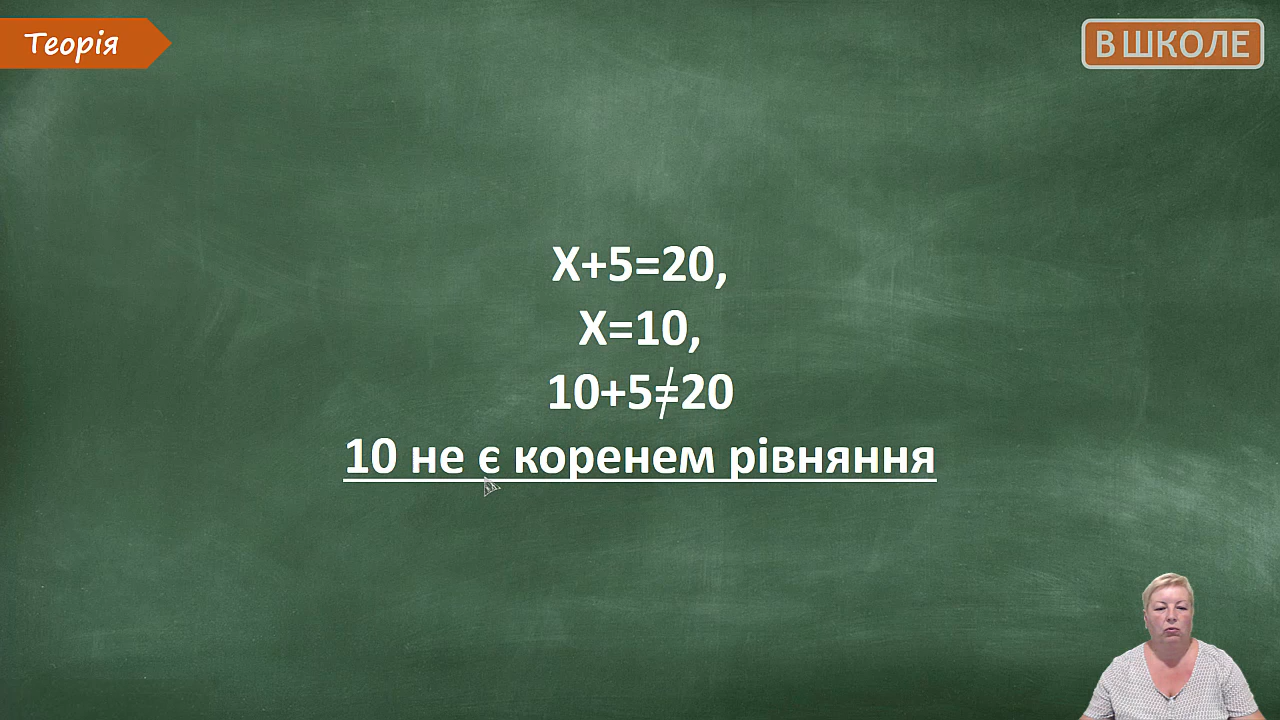 Теорія
В ШКОЛЕ
X+5=20,
X=10,
10+5≠20
10 не є коренем рівняння